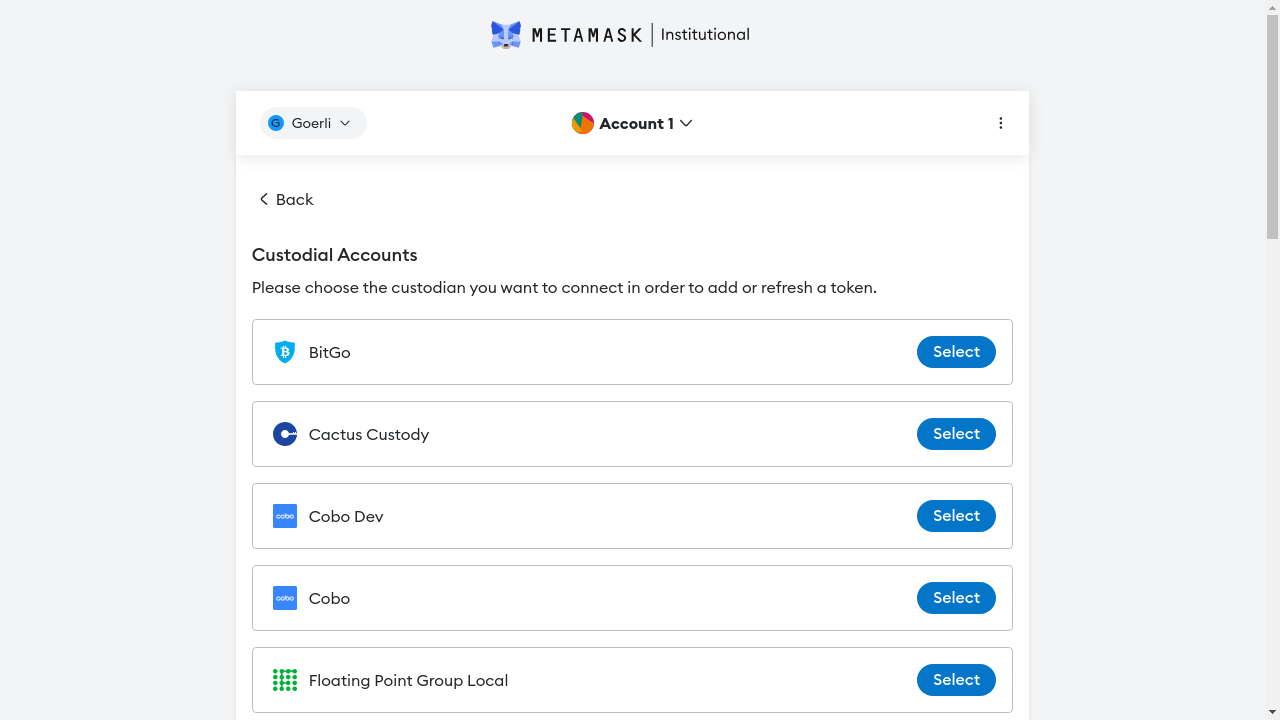 METAMASK | Institutional
G Goerli
Account 1
Back
Custodial Accounts
Please choose the custodian you want to connect in order to add or refresh a token.
BitGo
Select
Cactus Custody
Select
cobo
Cobo Dev
Select
cobo
Cobo
Select
Floating Point Group Local
Select